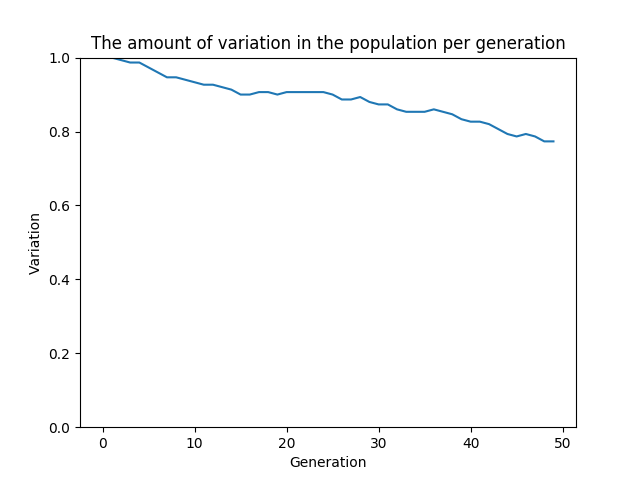 The amount of variation in the population per generation
1.0
0.8
0.6
0.4
0.2
0.0
Variation
0 10 20 30 40 50
Generation